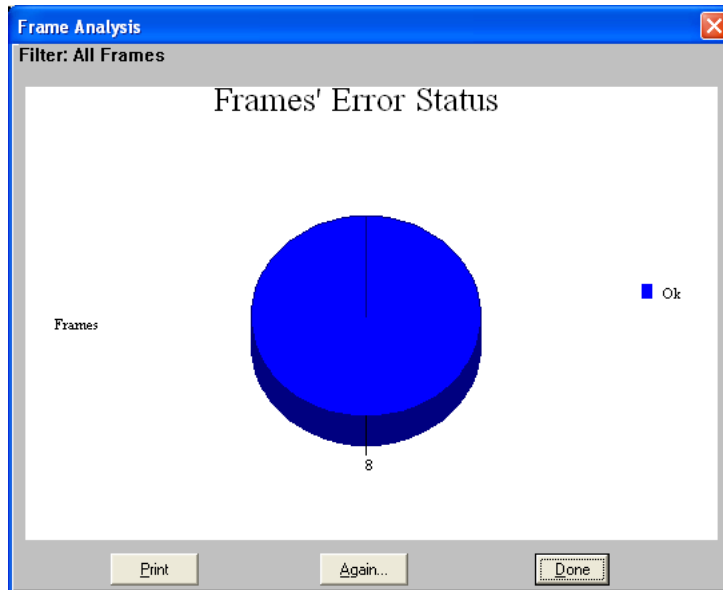 Frame Analysis
Filter: All Frames
Frames' Error Status
Ok
Frames
8
Print
Again...
Done